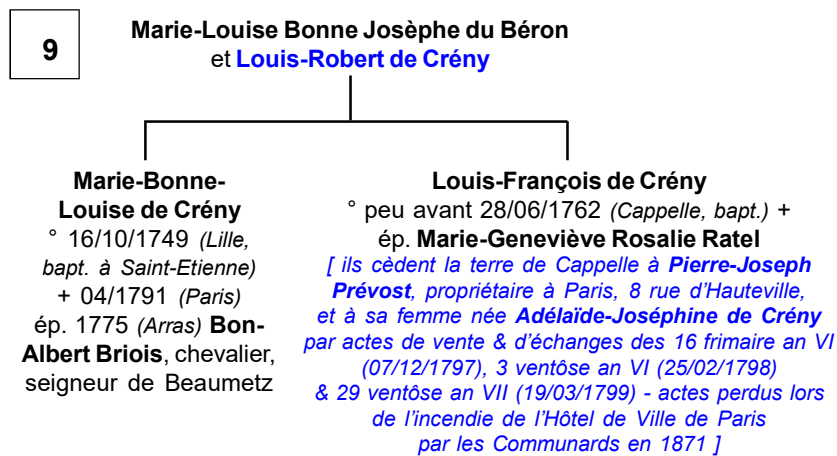 9
Marie-Louise Bonne Josèphe du Béron
et Louis-Robert de Crény
Marie-Bonne-
Louise de Crény
° 16/10/1749 (Lille,
bapt. à Saint-Etienne)
+ 04/1791 (Paris)
ép. 1775 (Arras) Bon-
Albert Briois, chevalier,
seigneur de Beaumetz
Louis-François de Crény
° peu avant 28/06/1762 (Cappelle, bapt.) +
ép. Marie-Geneviève Rosalie Ratel
[ ils cèdent la terre de Cappelle à Pierre-Joseph
Prévost, propriétaire à Paris, 8 rue d'Hauteville,
et à sa femme née Adélaïde-Joséphine de Crény
par actes de vente & d'échanges des 16 frimaire an VI
(07/12/1797), 3 ventôse an VI (25/02/1798)
& 29 ventôse an VII (19/03/1799) - actes perdus lors
de l'incendie de l'Hôtel de Ville de Paris
par les Communards en 1871 ]